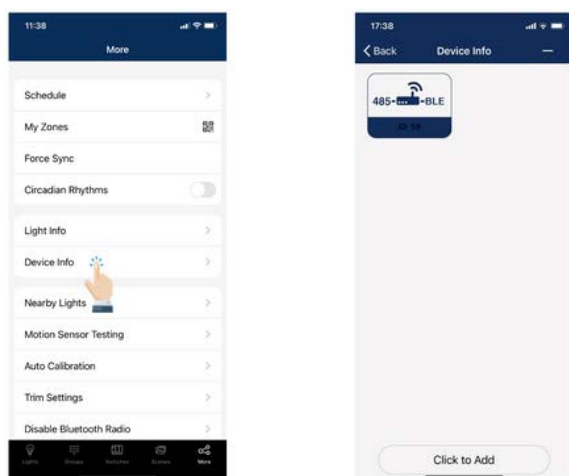 11:38
More
Schedule
My Zones
Force Sync
Circadian Rhythms
Light Info
Device Info
Nearby Lights
Motion Sensor Testing
Auto Calibration
Trim Settings
Disable Bluetooth Radio
Lights Groups Switches Scenes More
17:38
Back Device Info
485- -BLE
Click to Add